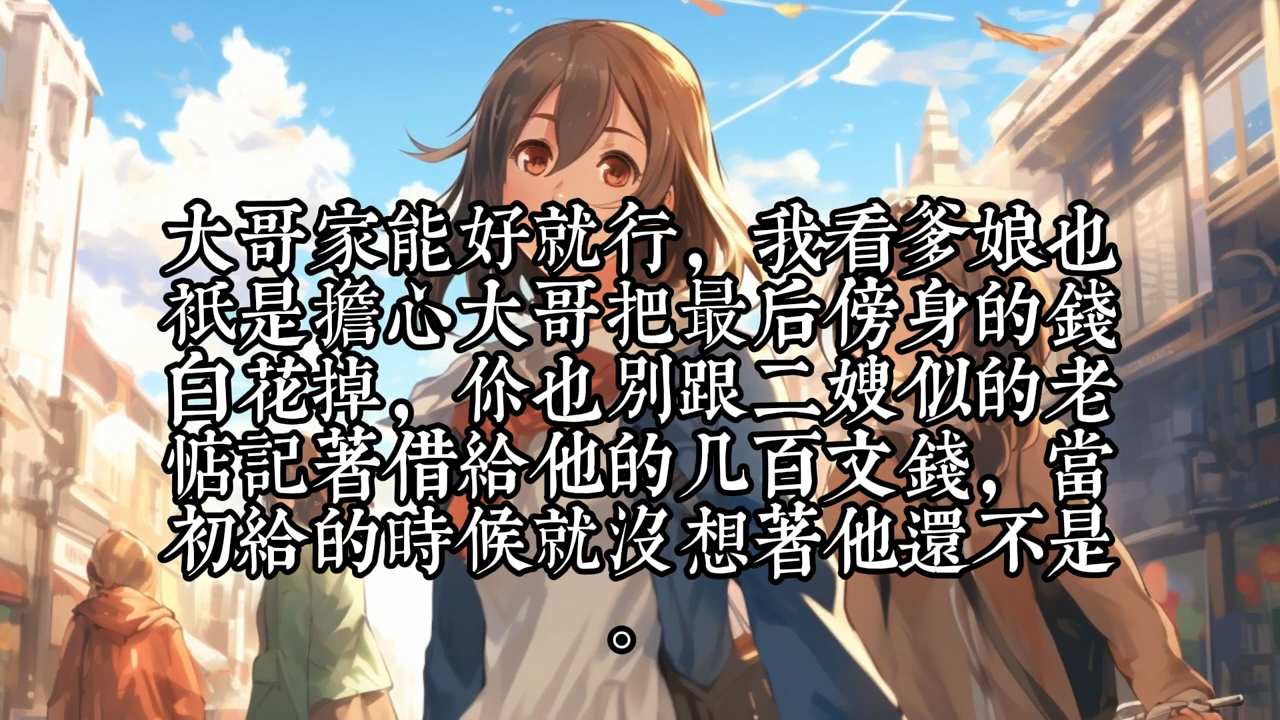 大哥家能好就行，我看爹娘也
衹是擔心大哥把最后傍身的錢
白花掉，你也別跟二嫂似的老
惦記著借給他的几百文錢，當
初給的時候就沒想著他還不是
。